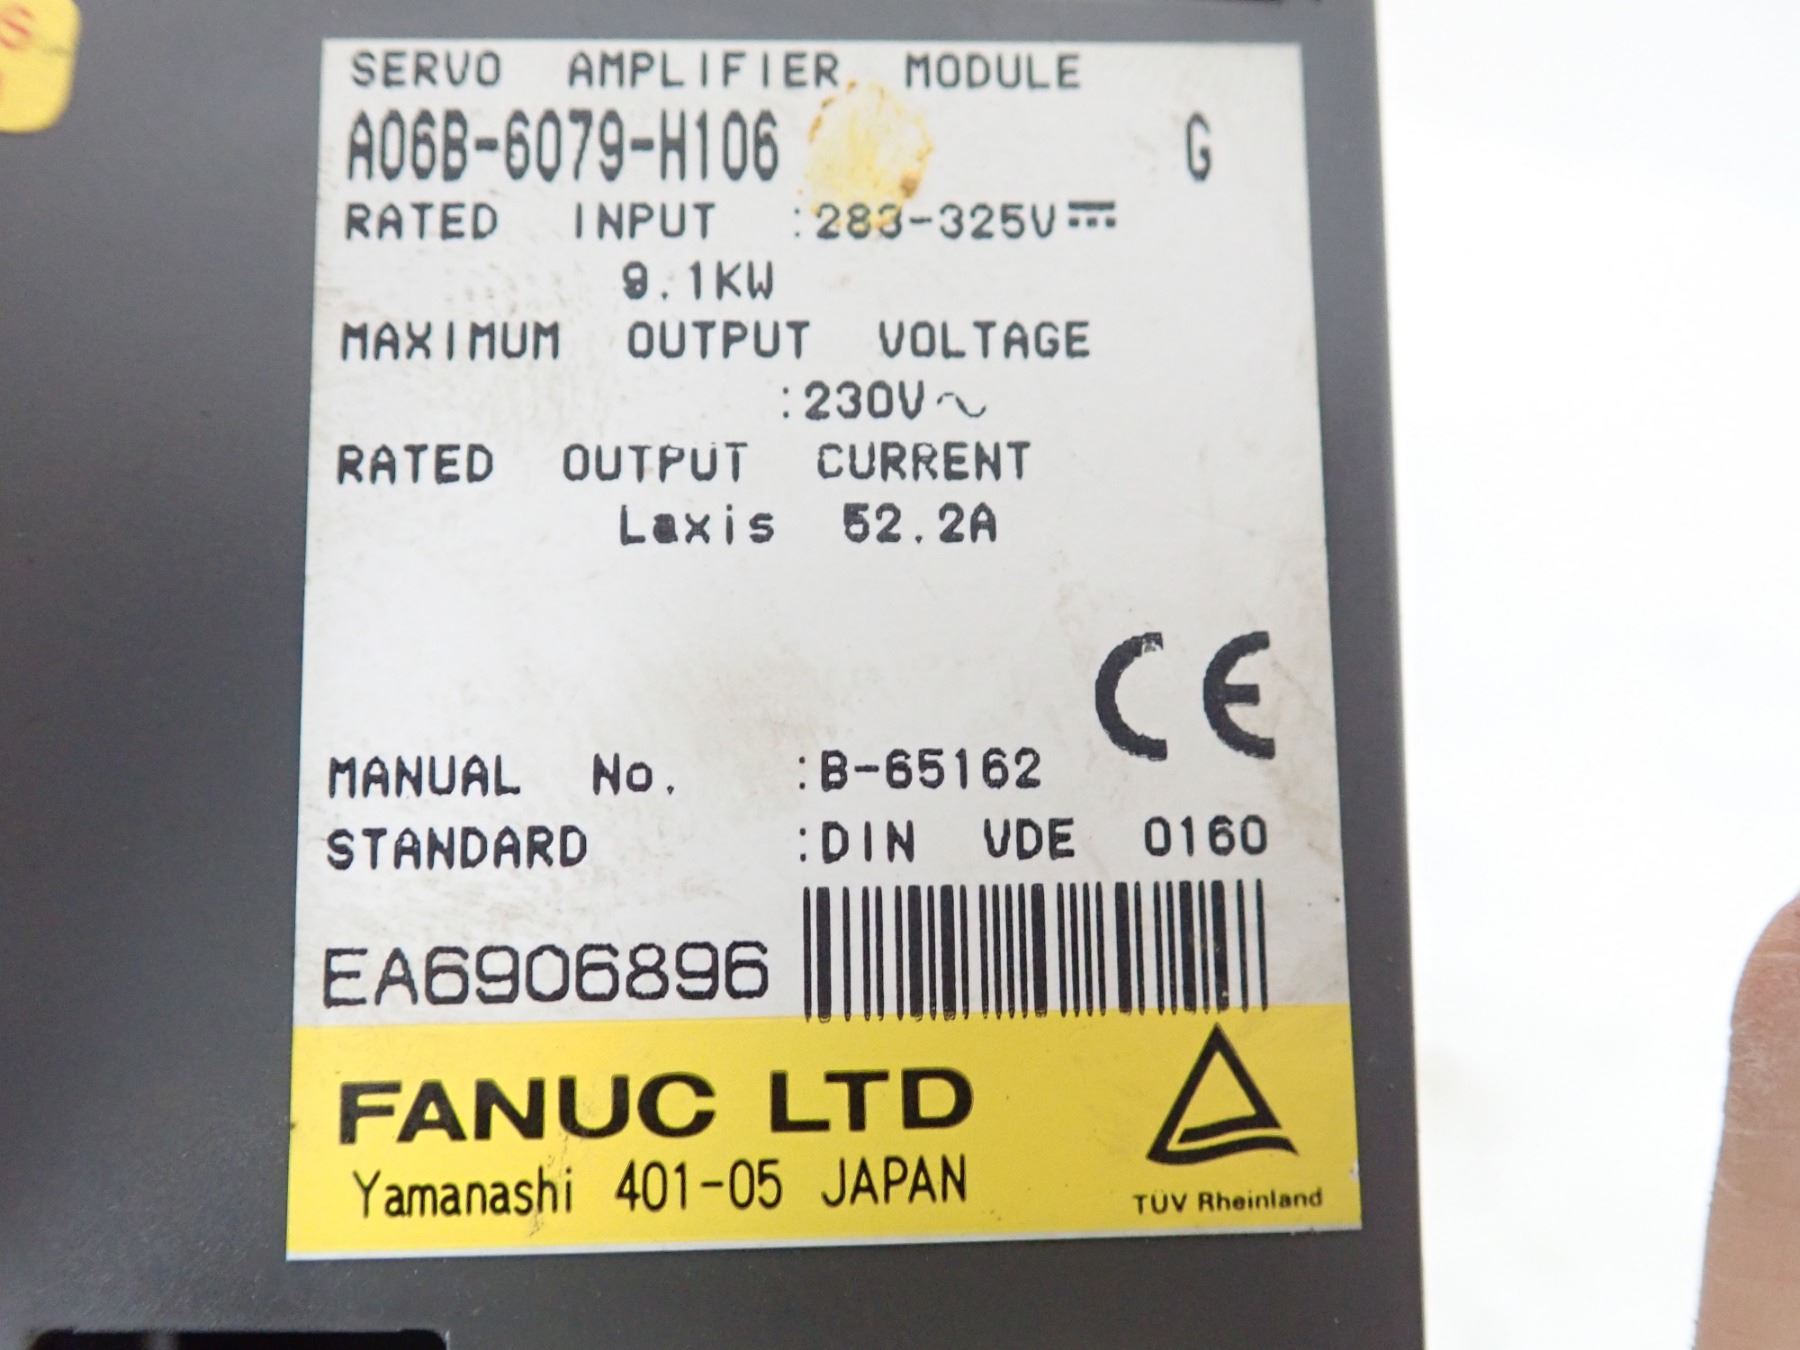 S
SERVO AMPLIFIER MODULE
A06B-6079-H106 G
RATED INPUT :283-325V⎓
9.1KW
MAXIMUM OUTPUT VOLTAGE
:230V~
RATED OUTPUT CURRENT
Laxis 52.2A
CE
MANUAL No. :B-65162
STANDARD :DIN VDE 0160
EA6906896
FANUC LTD
Yamanashi 401-05 JAPAN
TÜV Rheinland